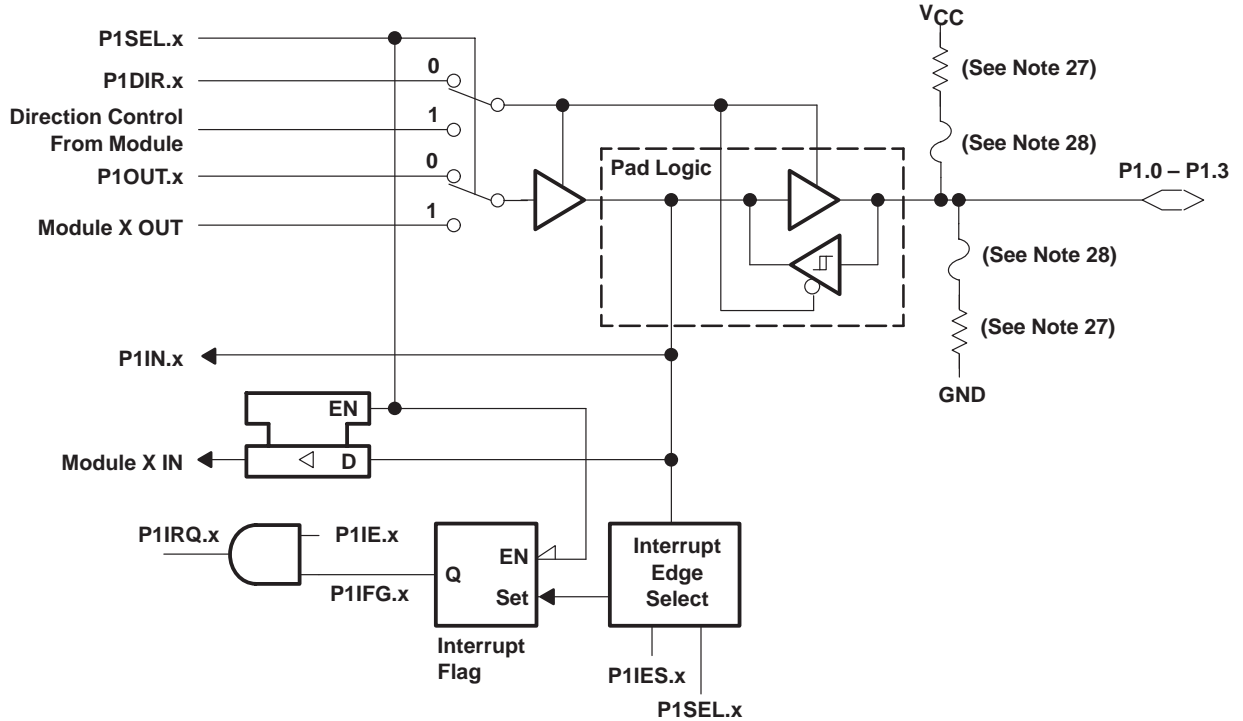 VCC
P1SEL.x
0
P1DIR.x
(See Note 27)
Direction Control
From Module
1
(See Note 28)
Pad Logic
0
P1OUT.x
P1.0 – P1.3
1
Module X OUT
(See Note 28)
(See Note 27)
P1IN.x
GND
EN
Module X IN
D
P1IRQ.x
P1IE.x
EN
Interrupt
Edge
Select
Q
P1IFG.x
Set
Interrupt
Flag
P1IES.x
P1SEL.x